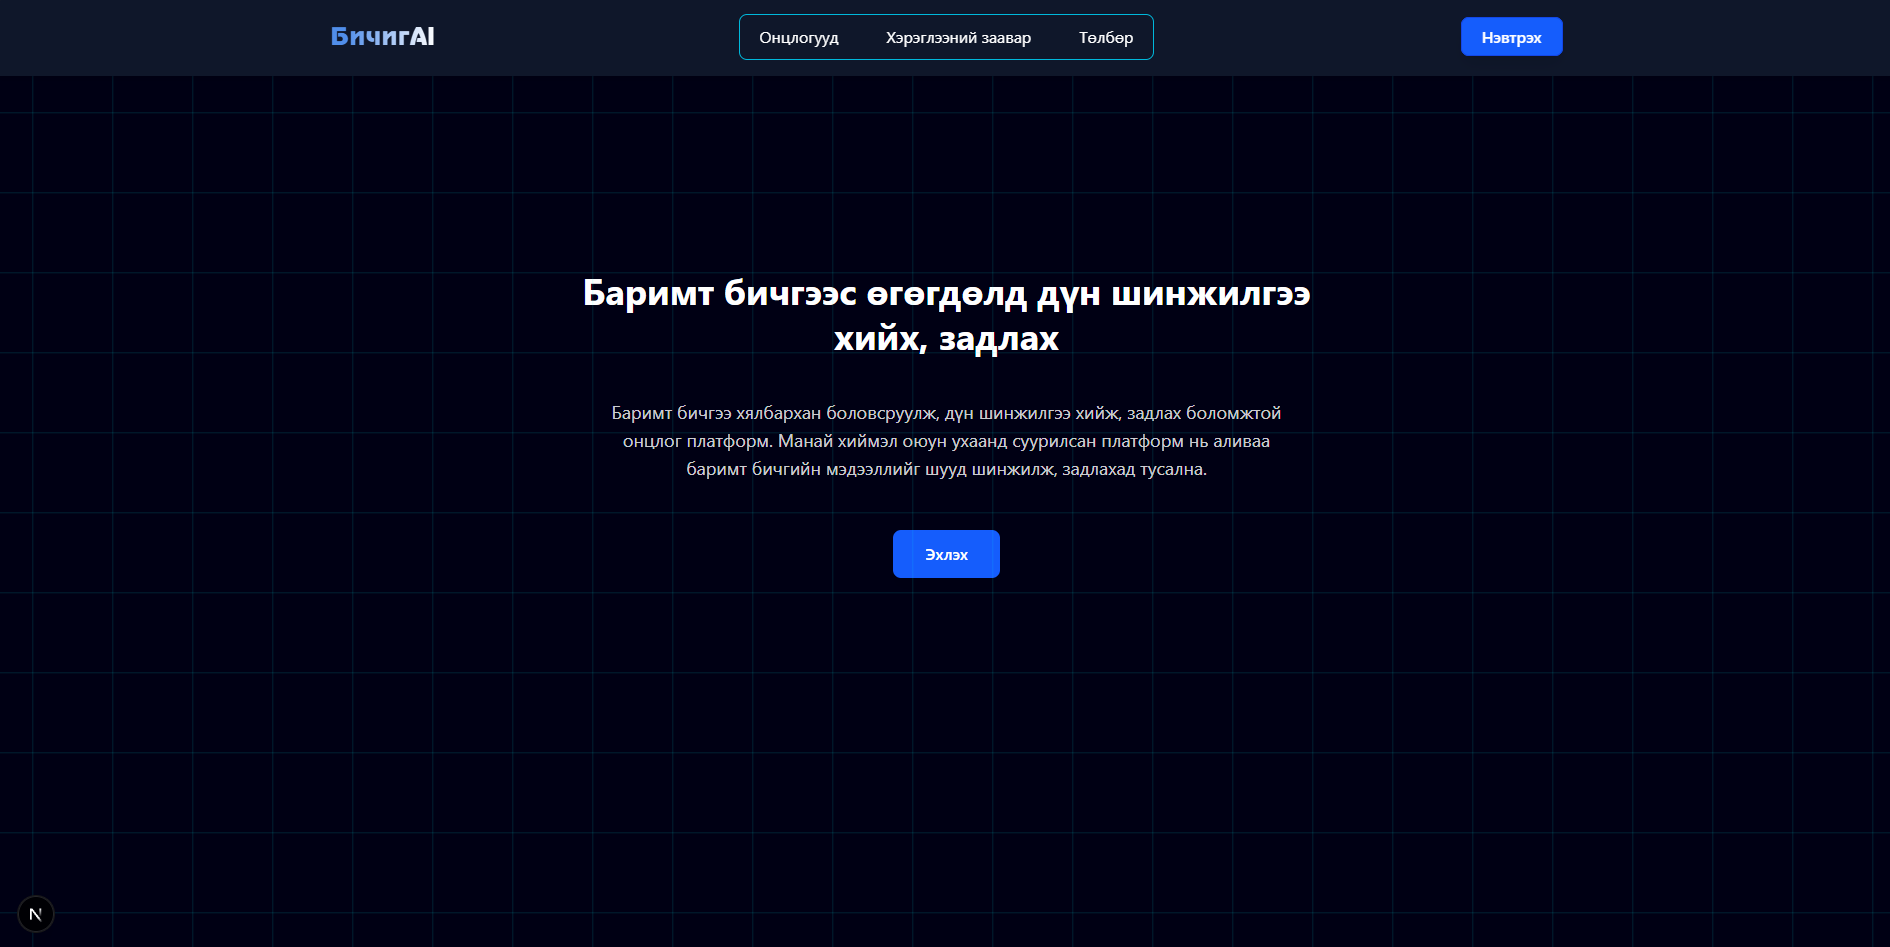 БичигAI
Онцлогууд
Хэрэглээний заавар
Төлбөр
Нэвтрэх
Баримт бичгээс өгөгдөлд дүн шинжилгээ
хийх, задлах
Баримт бичгээ хялбархан боловсруулж, дүн шинжилгээ хийж, задлах боломжтой
онцлог платформ. Манай хиймэл оюун ухаанд суурилсан платформ нь аливаа
баримт бичгийн мэдээллийг шууд шинжилж, задлахад тусална.
Эхлэх
N